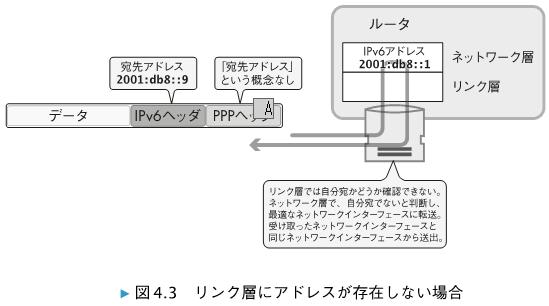 ルータ
IPv6アドレス
2001:db8::1
ネットワーク層
リンク層
宛先アドレス
2001:db8::9
「宛先アドレス」
という概念なし
データ
IPv6ヘッダ
PPPヘッ
A
リンク層では自分宛かどうか確認できない。
ネットワーク層で、自分宛でないと判断し、
最適なネットワークインターフェースに転送。
受け取ったネットワークインターフェースと
同じネットワークインターフェースから送出。
▶ 図4.3 リンク層にアドレスが存在しない場合